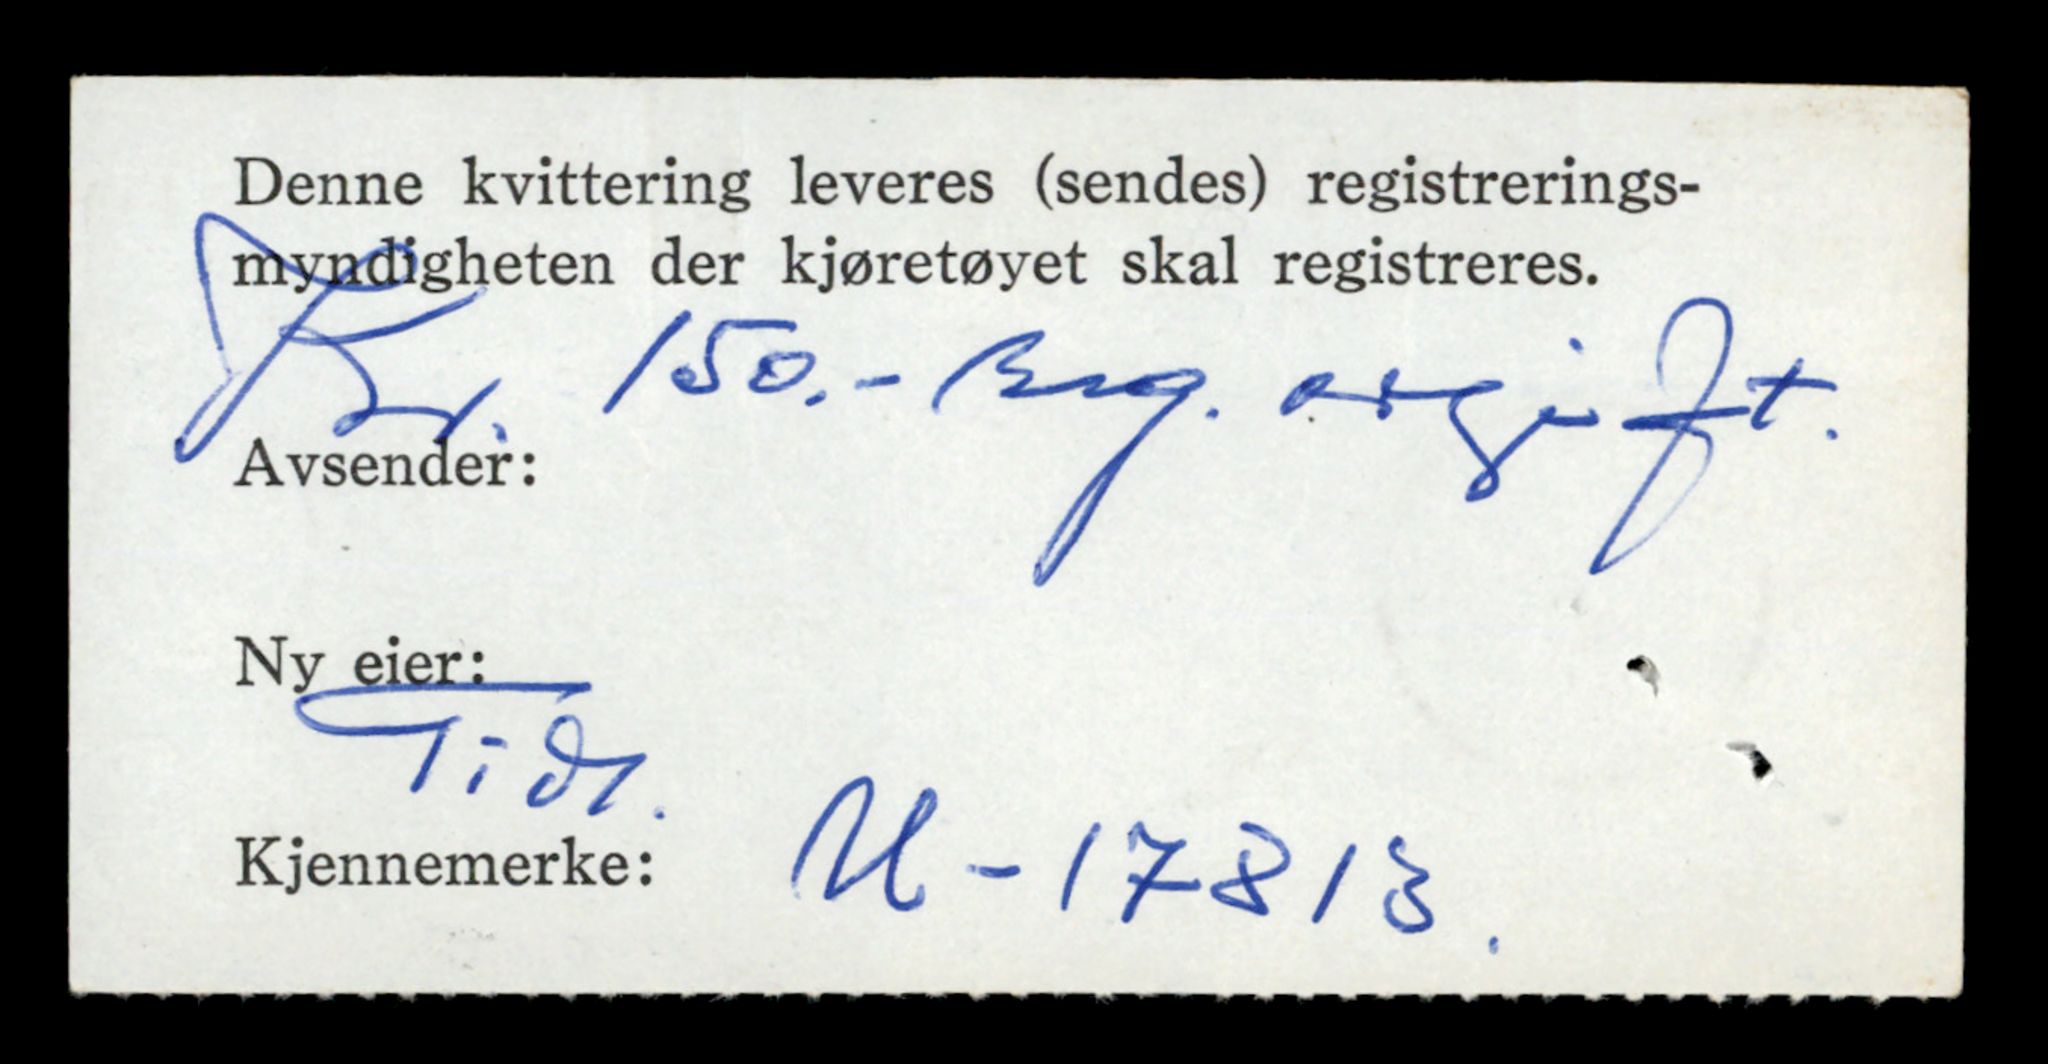 Denne kvittering leveres (sendes) registrerings-
myndigheten der kjøretøyet skal registreres.
Kr. 150.- avgift.
Avsender:
Ny eier:
Tidl.
Kjennemerke: U-17813.